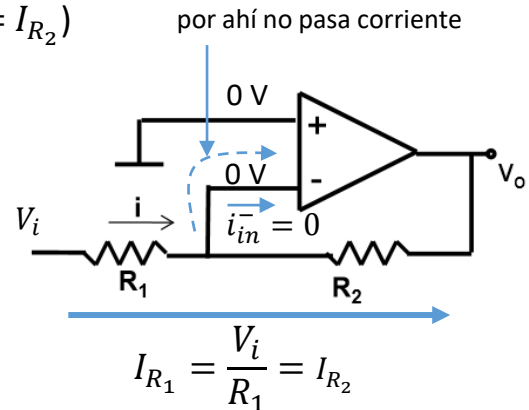 = I_{R_2})
por ahí no pasa corriente
0 V
+
0 V
-
V_i
i
i_{in}^{-} = 0
V_o
R_1
R_2
I_{R_1} = \frac{V_i}{R_1} = I_{R_2}